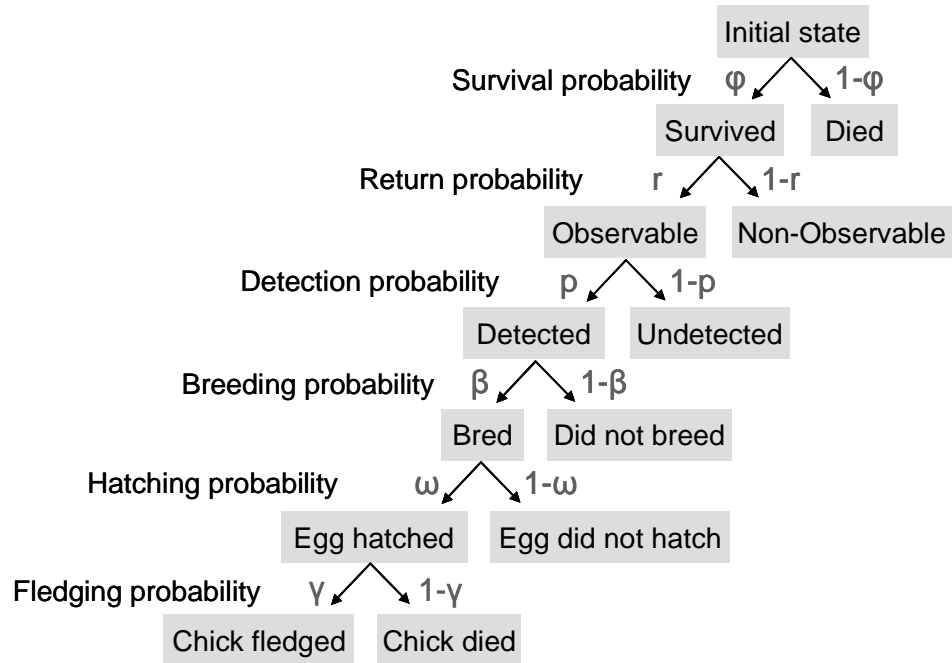 Initial state
Survival probability φ 1-φ
Survived Died
Return probability r 1-r
Observable Non-Observable
Detection probability p 1-p
Detected Undetected
Breeding probability β 1-β
Bred Did not breed
Hatching probability ω 1-ω
Egg hatched Egg did not hatch
Fledging probability γ 1-γ
Chick fledged Chick died